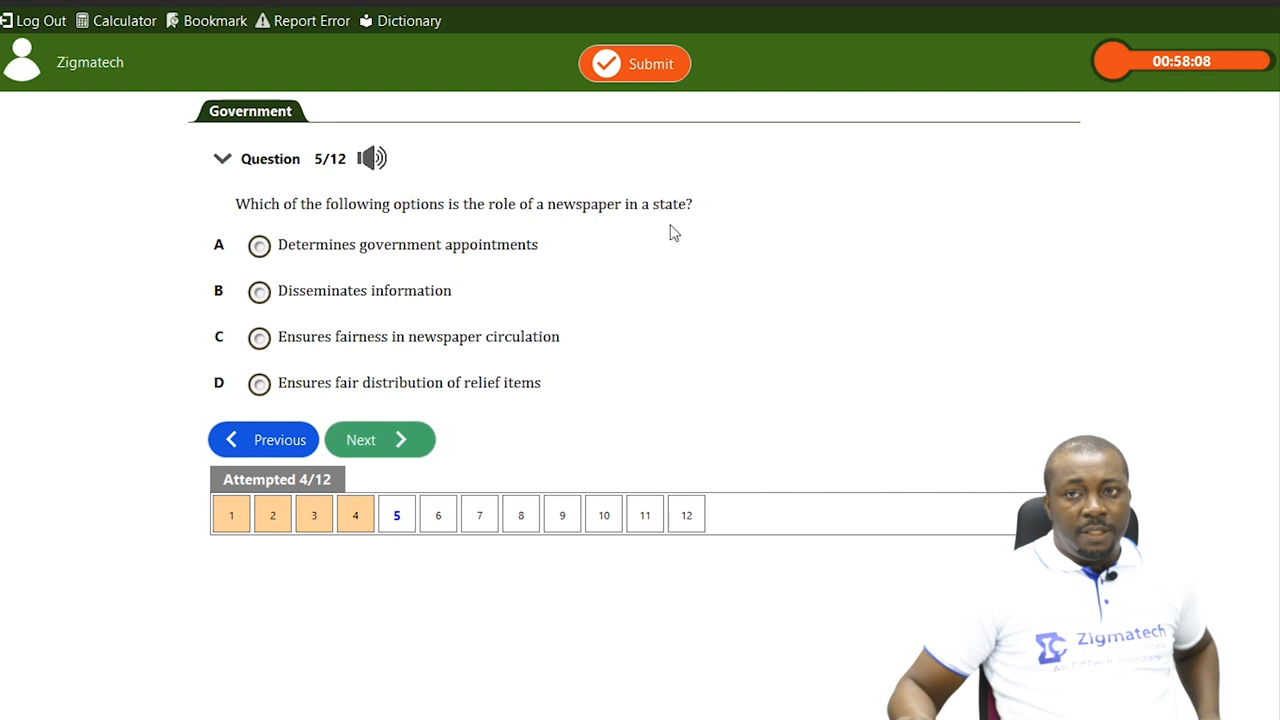 Log Out Calculator Bookmark Report Error Dictionary
Zigmatech Submit 00:58:08
Government
Question 5/12
Which of the following options is the role of a newspaper in a state?
A Determines government appointments
B Disseminates information
C Ensures fairness in newspaper circulation
D Ensures fair distribution of relief items
Previous Next
Attempted 4/12
1 2 3 4 5 6 7 8 9 10 11 12
Zigmatech
An EdTech Company